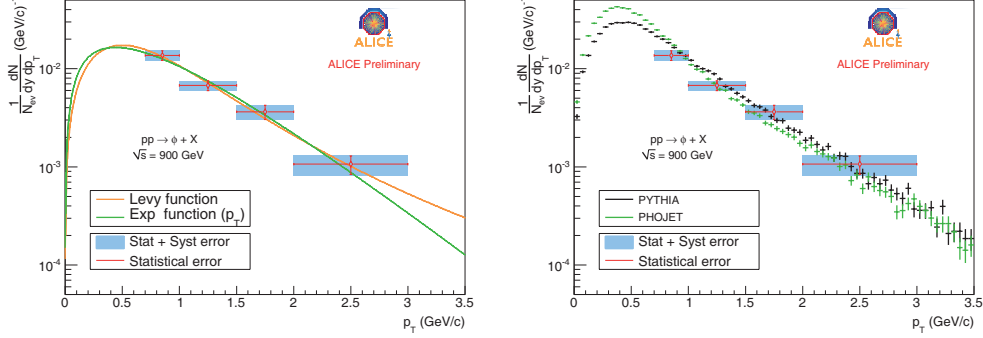 1/N_ev dN/dy dp_T (GeV/c)⁻¹
10⁻²
10⁻³
10⁻⁴
ALICE
ALICE Preliminary
pp → φ + X
√s = 900 GeV
Levy function
Exp function (p_T)
Stat + Syst error
Statistical error
0 0.5 1 1.5 2 2.5 3 3.5
p_T (GeV/c)
1/N_ev dN/dy dp_T (GeV/c)⁻¹
10⁻²
10⁻³
10⁻⁴
ALICE
ALICE Preliminary
pp → φ + X
√s = 900 GeV
PYTHIA
PHOJET
Stat + Syst error
Statistical error
0 0.5 1 1.5 2 2.5 3 3.5
p_T (GeV/c)